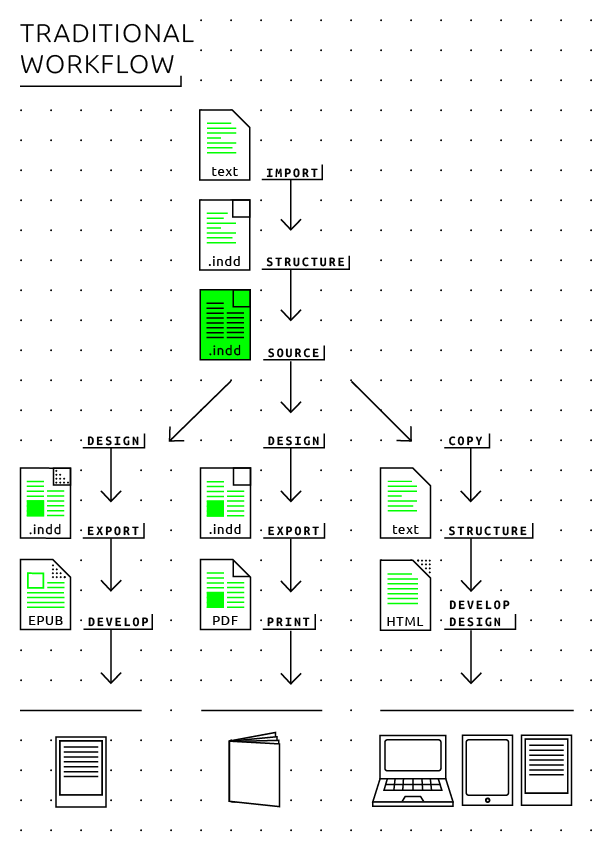 TRADITIONAL
WORKFLOW
text
IMPORT
.indd
STRUCTURE
.indd
SOURCE
DESIGN
DESIGN
COPY
.indd
EXPORT
.indd
EXPORT
text
STRUCTURE
EPUB
DEVELOP
PDF
PRINT
HTML
DEVELOP
DESIGN